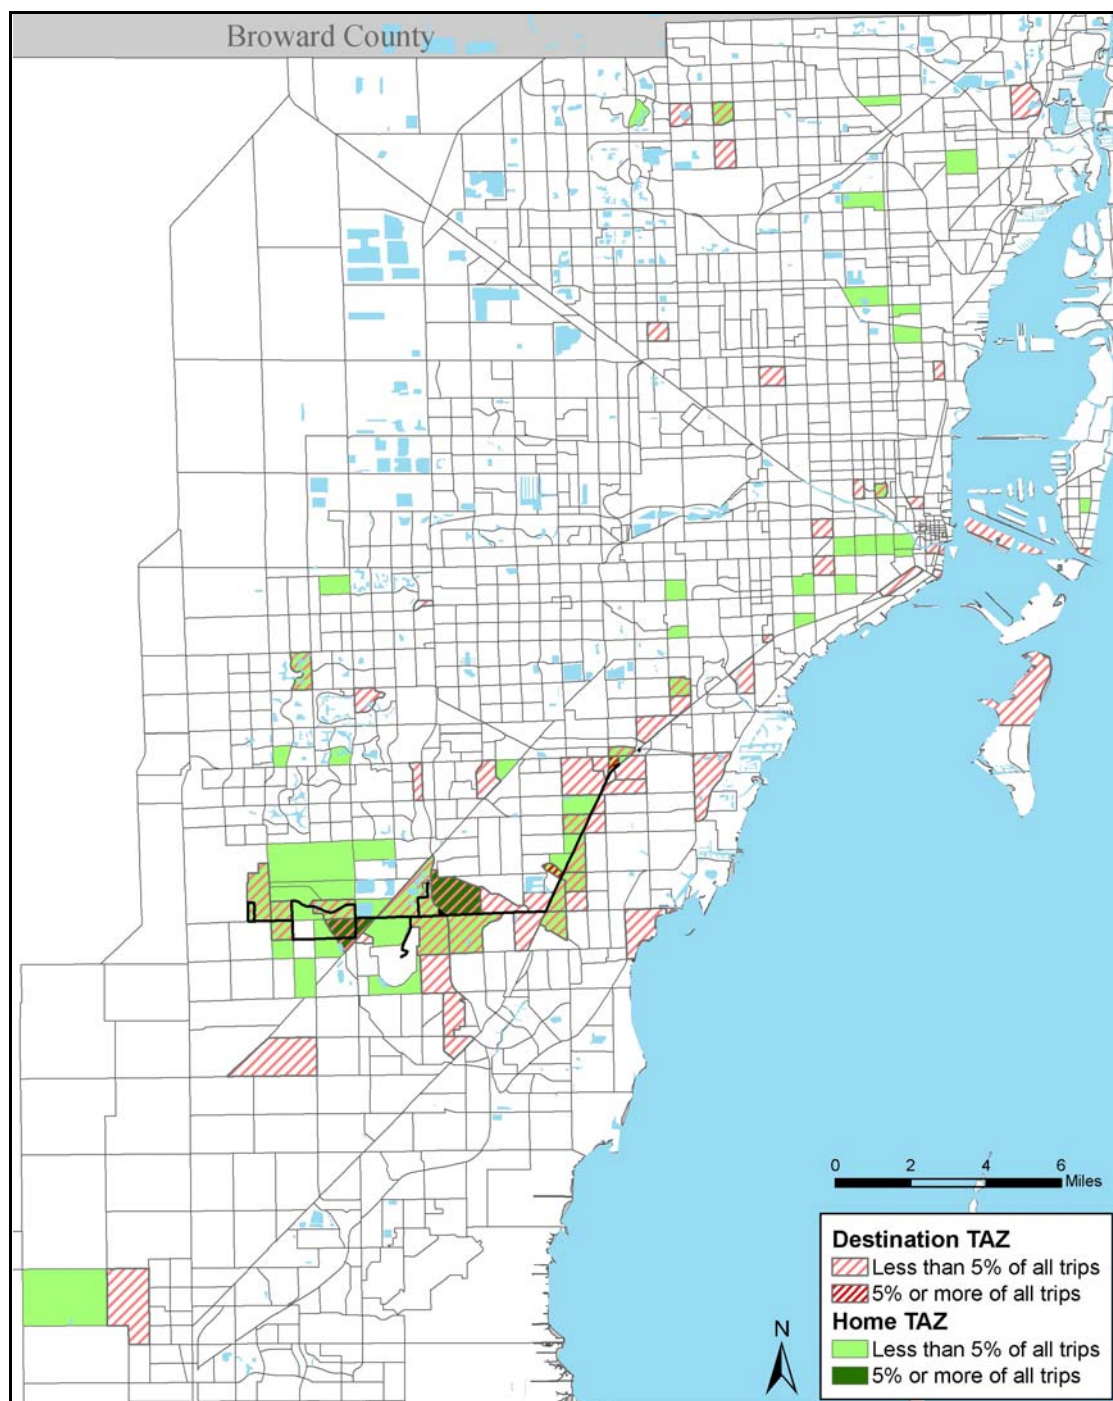 Broward County
0 2 4 6
Miles
Destination TAZ
Less than 5% of all trips
5% or more of all trips
Home TAZ
Less than 5% of all trips
5% or more of all trips
N